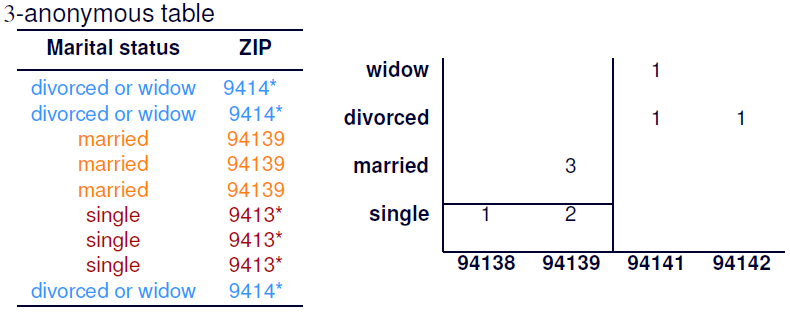 3-anonymous table
Marital status ZIP
divorced or widow 9414*
divorced or widow 9414*
married 94139
married 94139
married 94139
single 9413*
single 9413*
single 9413*
divorced or widow 9414*
widow 1
divorced 1 1
married 3
single 1 2
94138 94139 94141 94142